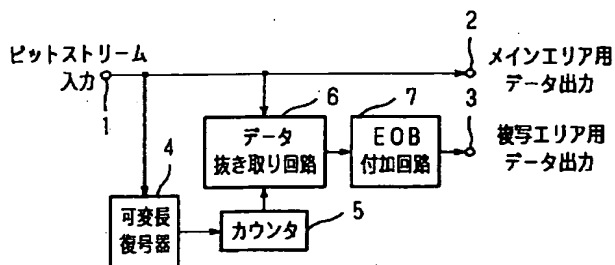 ピットストリーム
入力
1
2
メインエリア用
データ出力
3
複写エリア用
データ出力
6
データ
抜き取り回路
7
EOB
付加回路
4
可変長
復号器
カウンタ
5